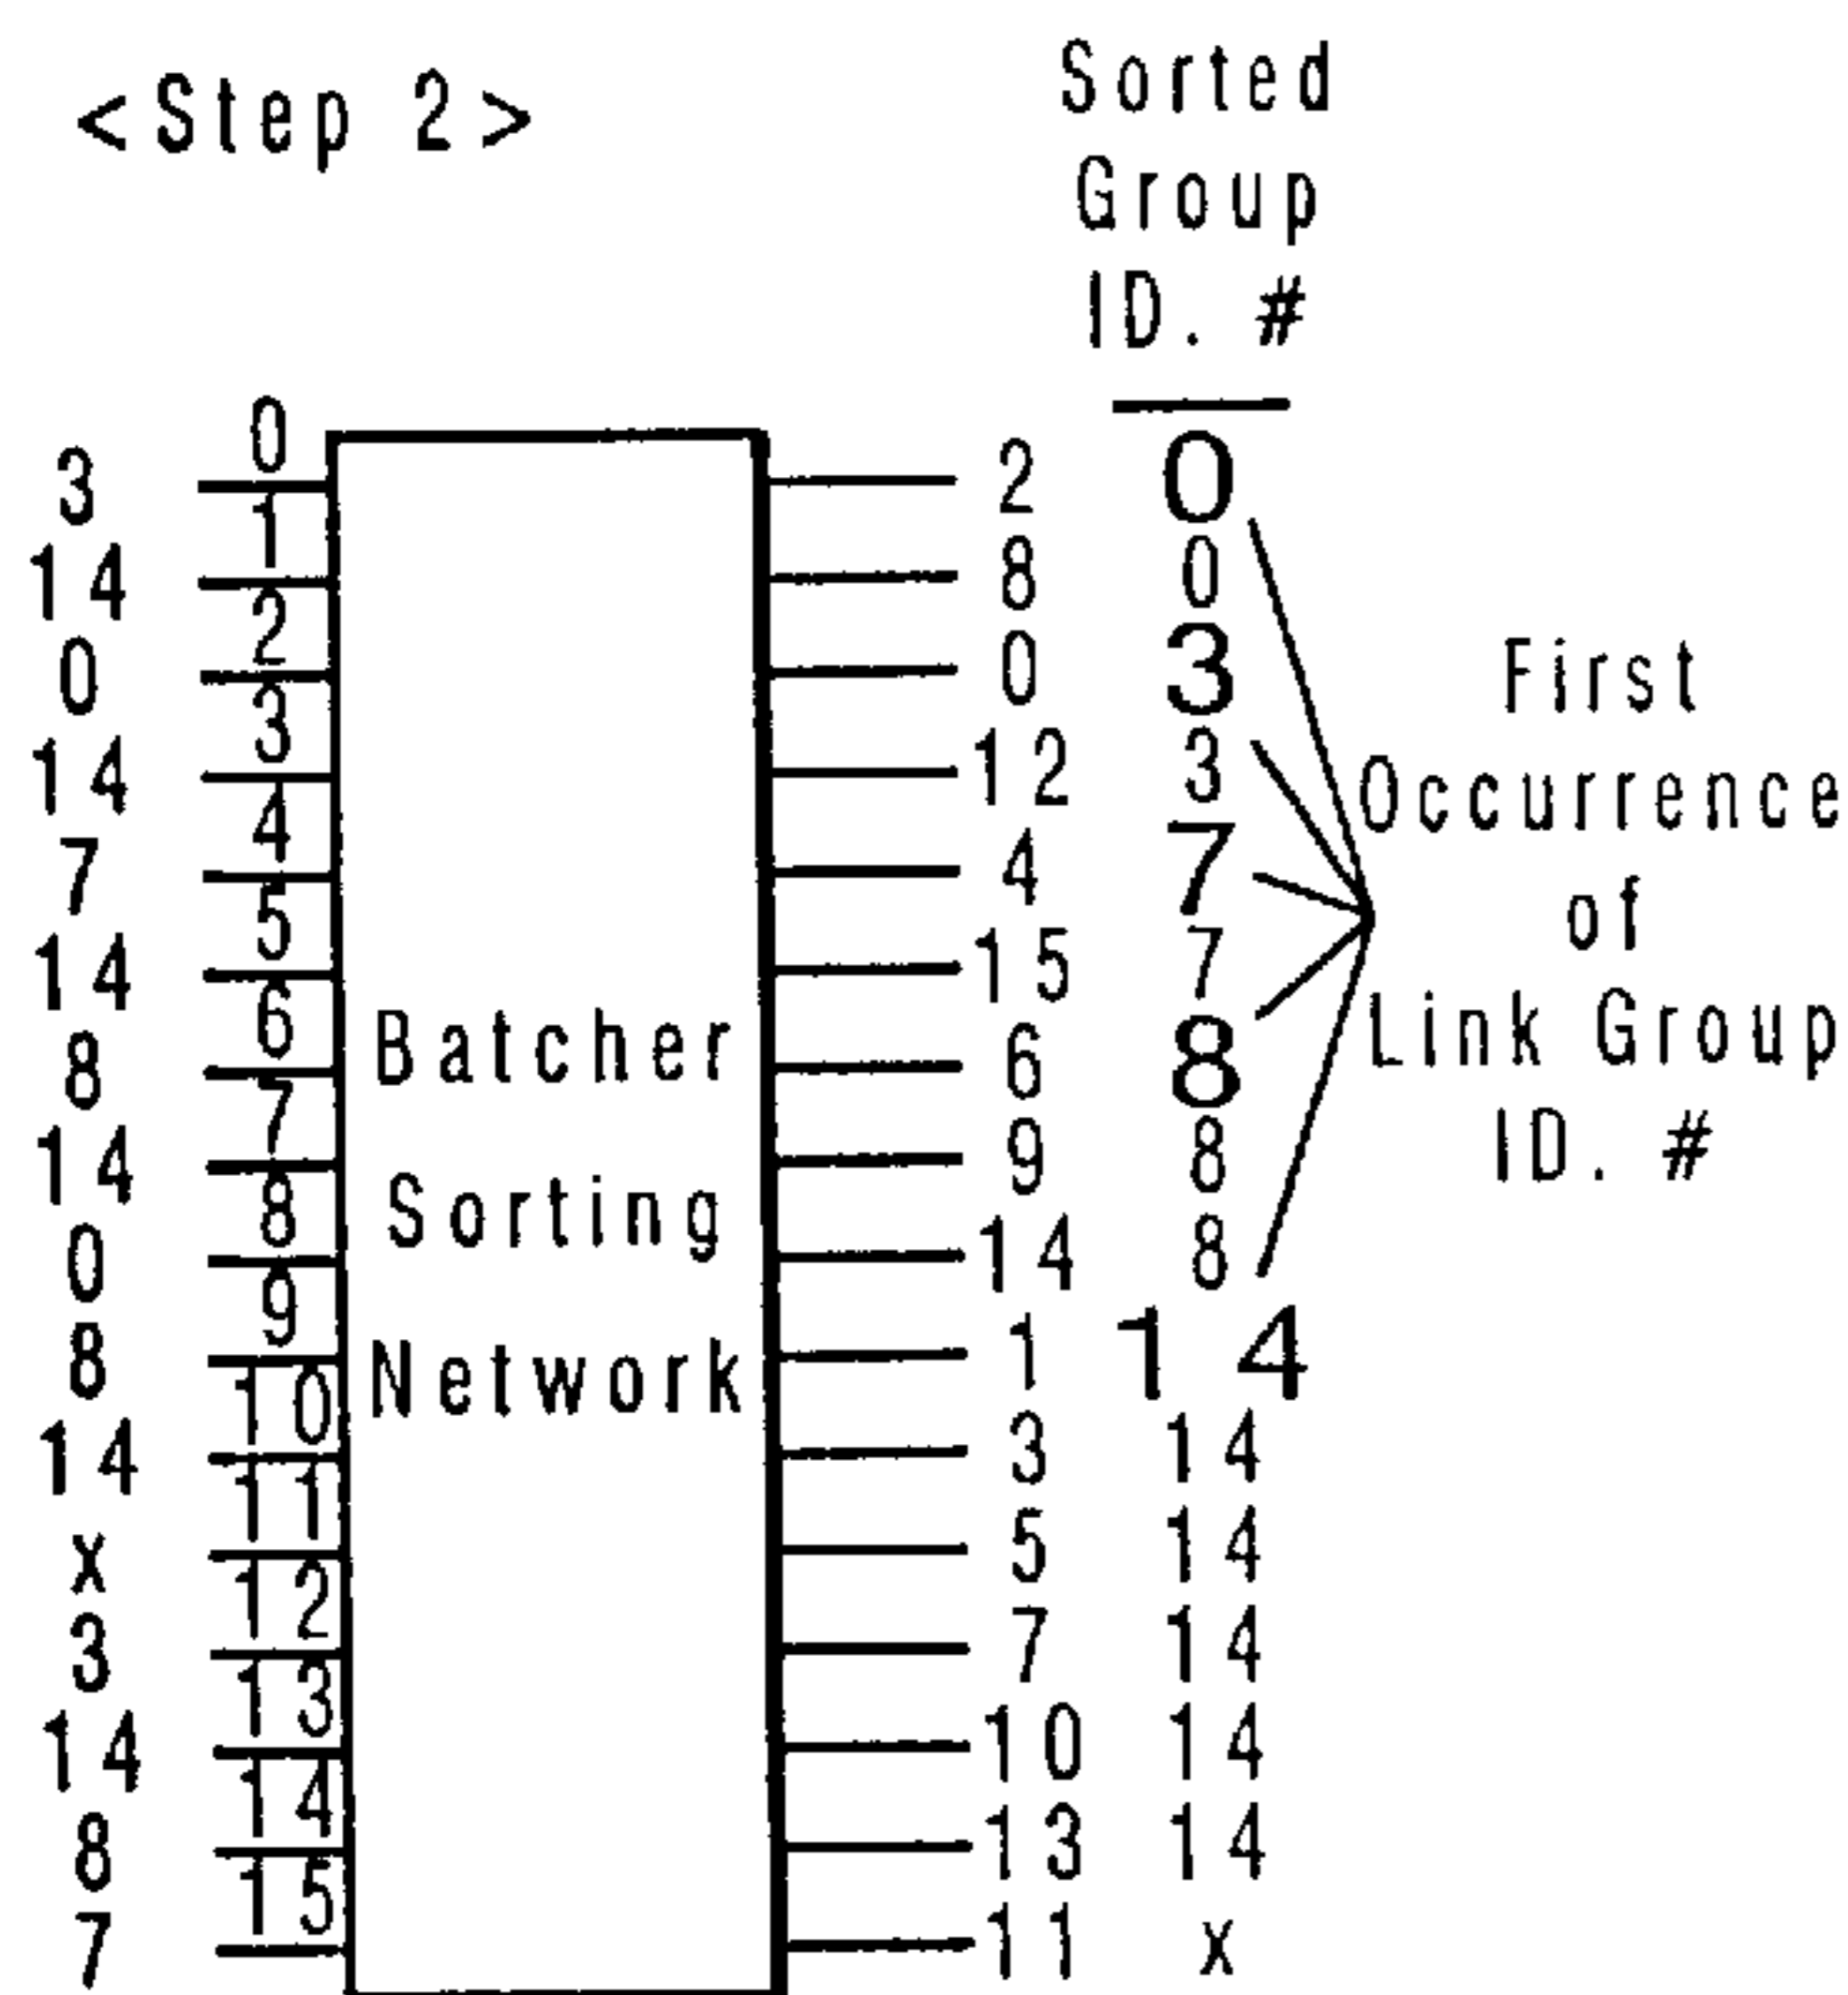 <Step 2>
Sorted
Group
ID. #
3 0 2 0
14 1 8 0
0 2 0 3
14 3 12 3
7 4 4 7
14 5 15 7
8 6 6 8
14 7 9 8
0 8 14 8
8 9 1 14
14 10 3 14
x 11 5 14
3 12 7 14
14 13 10 14
8 14 13 14
7 15 11 x
Batcher
Sorting
Network
First
Occurrence
of
Link Group
ID. #